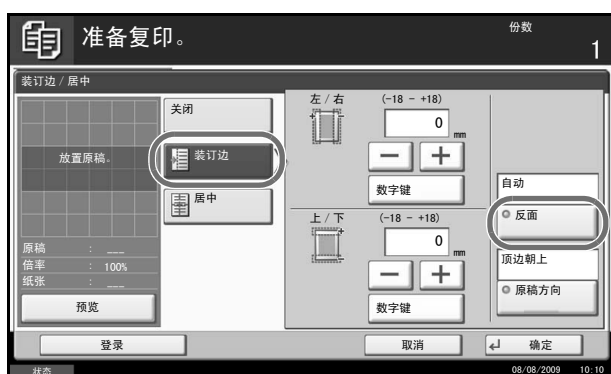 准备复印。
份数
1
装订边 / 居中
放置原稿。
原稿 : ___
倍率 : 100%
纸张 : ___
预览
关闭
装订边
居中
左 / 右 (-18 - +18)
0 mm
数字键
上 / 下 (-18 - +18)
0 mm
数字键
自动
反面
顶边朝上
原稿方向
登录
取消
确定
状态
08/08/2009 10:10